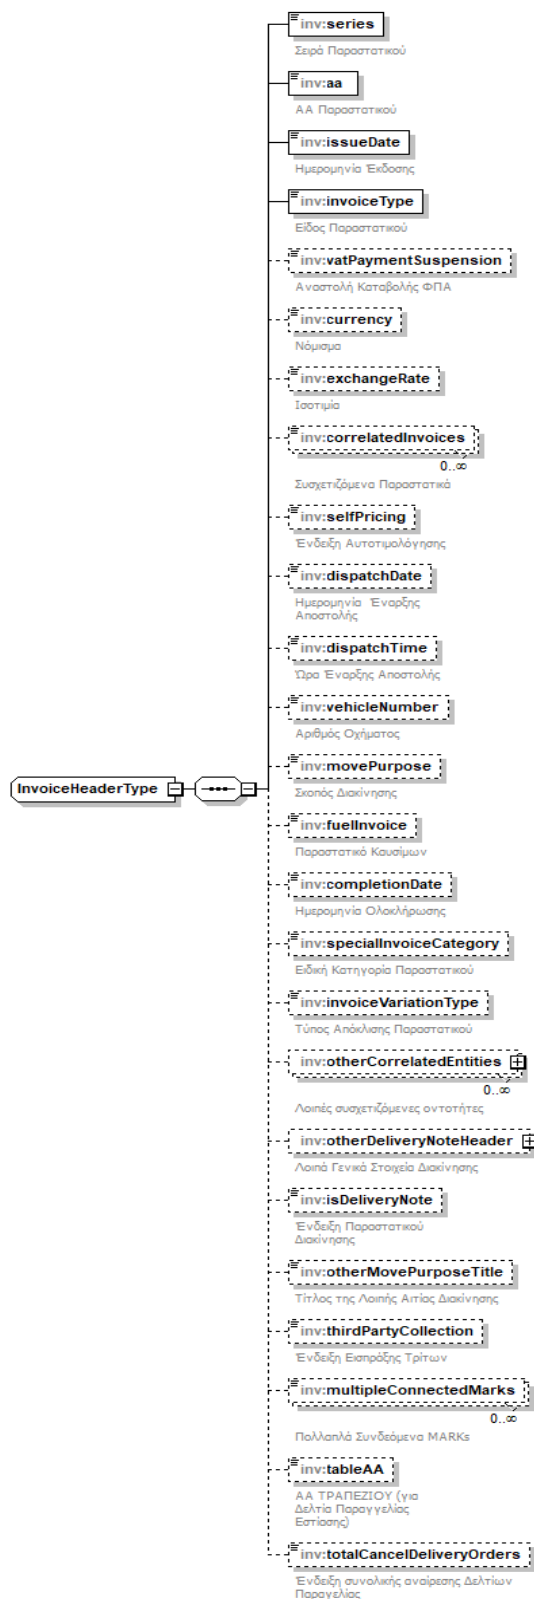 inv:series
Σειρά Παραστατικού
inv:aa
ΑΑ Παραστατικού
inv:issueDate
Ημερομηνία Έκδοσης
inv:invoiceType
Είδος Παραστατικού
inv:vatPaymentSuspension
Αναστολή Καταβολής ΦΠΑ
inv:currency
Νόμισμα
inv:exchangeRate
Ισοτιμία
inv:correlatedInvoices
0..∞
Συσχετιζόμενα Παραστατικά
inv:selfPricing
Ένδειξη Αυτοτιμολόγησης
inv:dispatchDate
Ημερομηνία Έναρξης
Αποστολής
inv:dispatchTime
Ώρα Έναρξης Αποστολής
inv:vehicleNumber
Αριθμός Οχήματος
inv:movePurpose
Σκοπός Διακίνησης
InvoiceHeaderType
inv:fuelInvoice
Παραστατικό Καυσίμων
inv:completionDate
Ημερομηνία Ολοκλήρωσης
inv:specialInvoiceCategory
Ειδική Κατηγορία Παραστατικού
inv:invoiceVariationType
Τύπος Απόκλισης Παραστατικού
inv:otherCorrelatedEntities
0..∞
Λοιπές συσχετιζόμενες οντοτήτες
inv:otherDeliveryNoteHeader
Λοιπά Γενικά Στοιχεία Διακίνησης
inv:isDeliveryNote
Ένδειξη Παραστατικού
Διακίνησης
inv:otherMovePurposeTitle
Τίτλος της Λοιπής Αιτίας Διακίνησης
inv:thirdPartyCollection
Ένδειξη Εισπράξης Τρίτων
inv:multipleConnectedMarks
0..∞
Πολλαπλά Συνδεόμενα MARKs
inv:tableAA
ΑΑ ΤΡΑΠΕΖΙΟΥ (για
Δελτία Παραγγελίας
Εστίασης)
inv:totalCancelDeliveryOrders
Ένδειξη συνολικής αναίρεσης Δελτίων
Παραγελίας